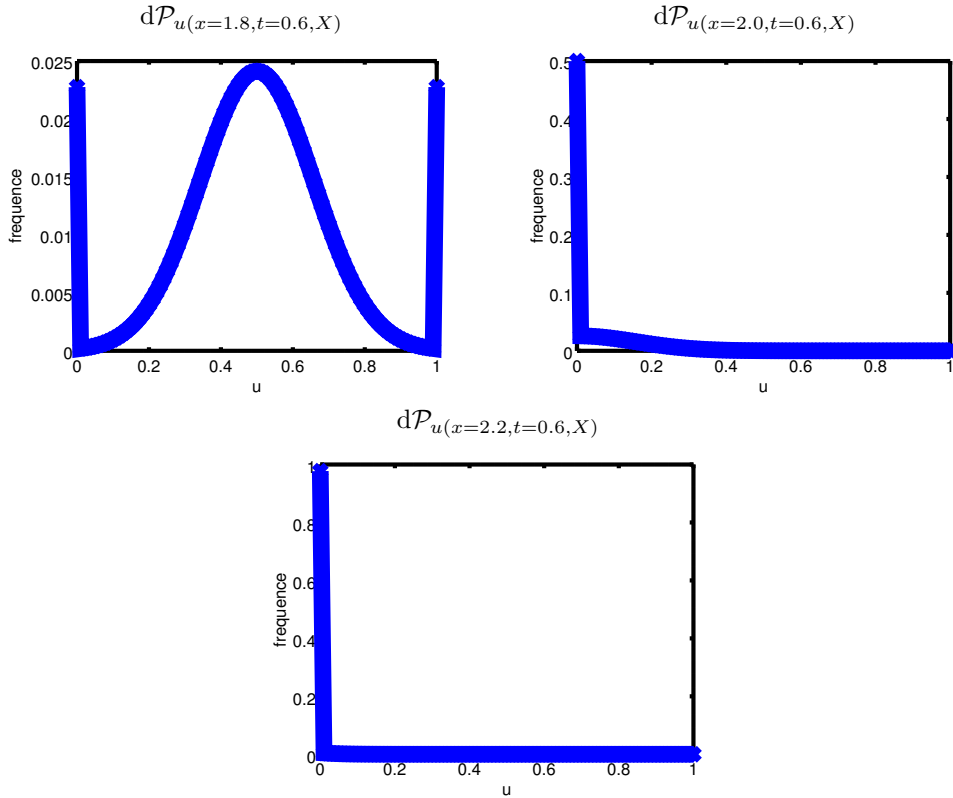 d𝒫u(x=1.8,t=0.6,X)
0.025
0.02
0.015
0.01
0.005
0
frequence
0 0.2 0.4 0.6 0.8 1
u
d𝒫u(x=2.0,t=0.6,X)
0.5
0.4
0.3
0.2
0.1
0
frequence
0 0.2 0.4 0.6 0.8 1
u
d𝒫u(x=2.2,t=0.6,X)
1
0.8
0.6
0.4
0.2
0
frequence
0 0.2 0.4 0.6 0.8 1
u